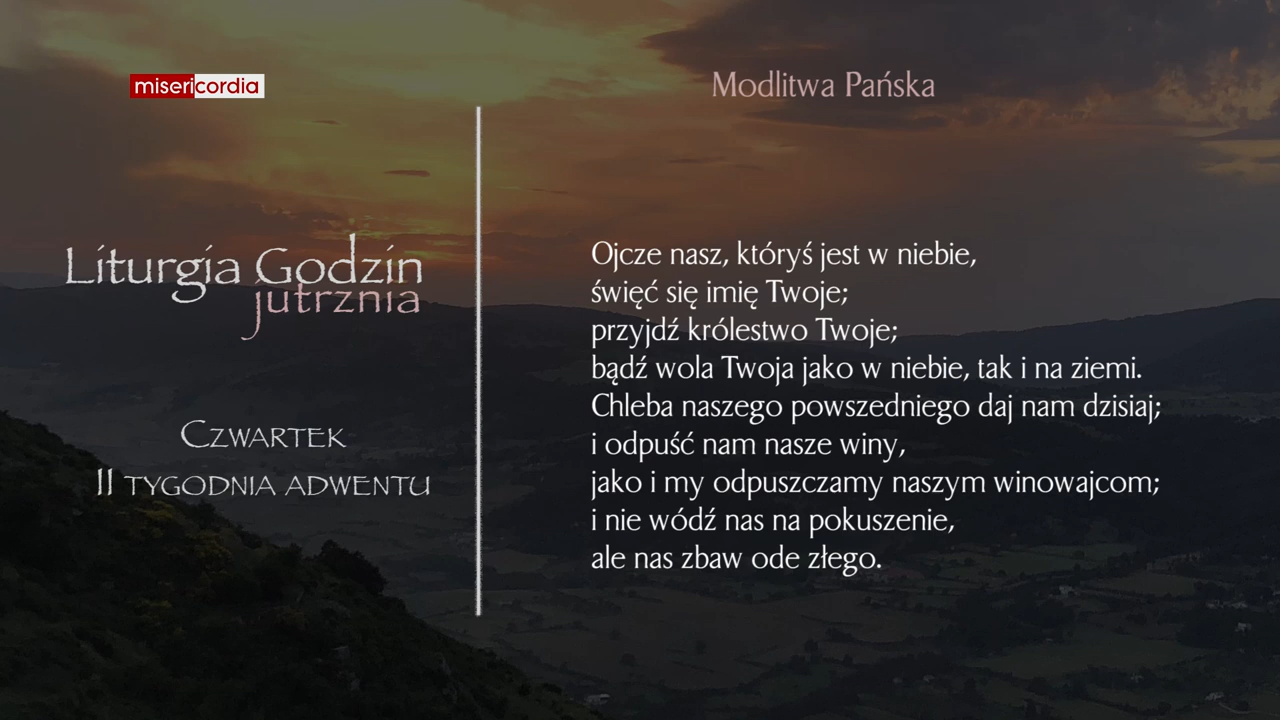 misericordia
Liturgia Godzin
jutrznia
Czwartek
II tygodnia adwentu
Modlitwa Pańska
Ojcze nasz, któryś jest w niebie,
święć się imię Twoje;
przyjdź królestwo Twoje;
bądź wola Twoja jako w niebie, tak i na ziemi.
Chleba naszego powszedniego daj nam dzisiaj;
i odpuść nam nasze winy,
jako i my odpuszczamy naszym winowajcom;
i nie wódź nas na pokuszenie,
ale nas zbaw ode złego.